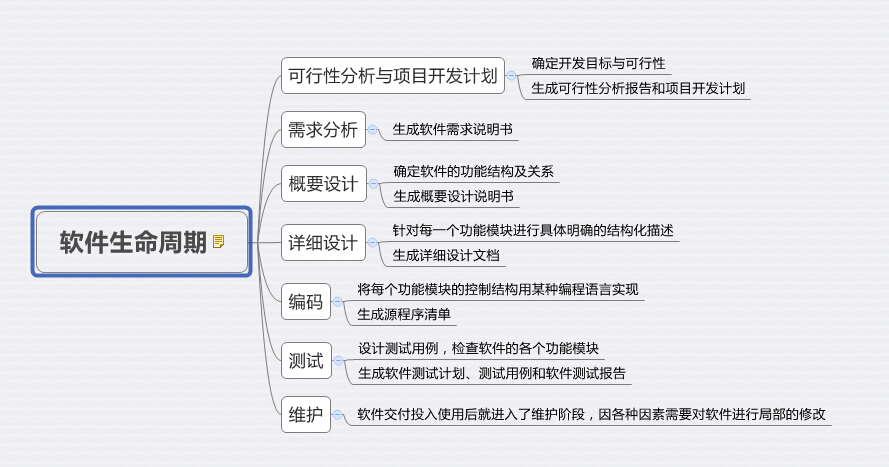 软件生命周期
可行性分析与项目开发计划
确定开发目标与可行性
生成可行性分析报告和项目开发计划
需求分析
生成软件需求说明书
概要设计
确定软件的功能结构及关系
生成概要设计说明书
详细设计
针对每一个功能模块进行具体明确的结构化描述
生成详细设计文档
编码
将每个功能模块的控制结构用某种编程语言实现
生成源程序清单
测试
设计测试用例，检查软件的各个功能模块
生成软件测试计划、测试用例和软件测试报告
维护
软件交付投入使用后就进入了维护阶段，因各种因素需要对软件进行局部的修改